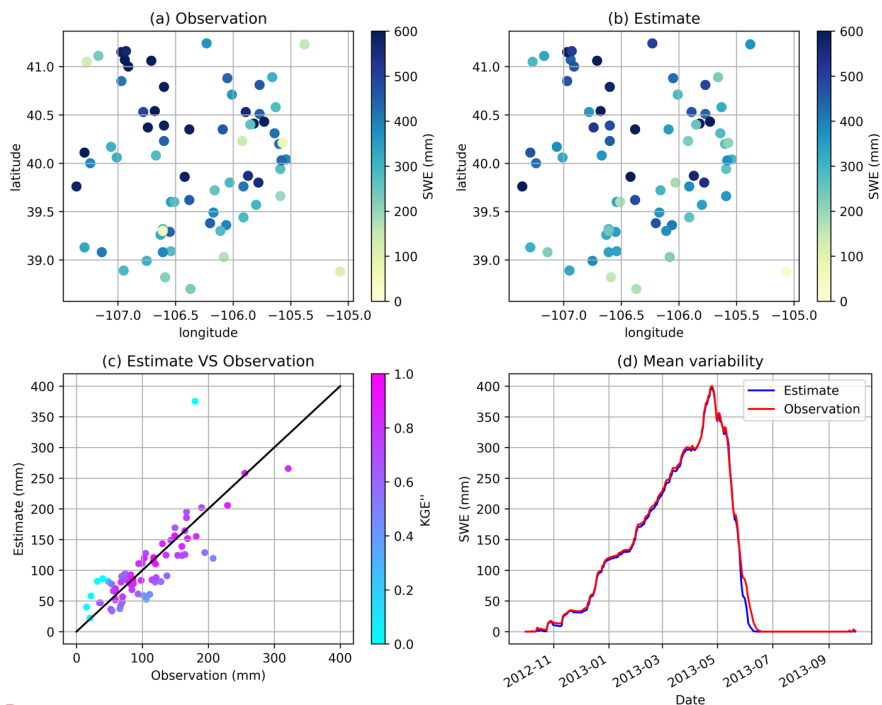 (a) Observation
(b) Estimate
600
500
400
300
200
100
0
SWE (mm)
41.0
40.5
40.0
39.5
39.0
latitude
−107.0 −106.5 −106.0 −105.5 −105.0
longitude
600
500
400
300
200
100
0
SWE (mm)
41.0
40.5
40.0
39.5
39.0
latitude
−107.0 −106.5 −106.0 −105.5 −105.0
longitude
(c) Estimate VS Observation
400
350
300
250
200
150
100
50
0
Estimate (mm)
0 100 200 300 400
Observation (mm)
1.0
0.8
0.6
0.4
0.2
0.0
KGE''
(d) Mean variability
Estimate
Observation
400
350
300
250
200
150
100
50
0
SWE (mm)
2012-11 2013-01 2013-03 2013-05 2013-07 2013-09
Date